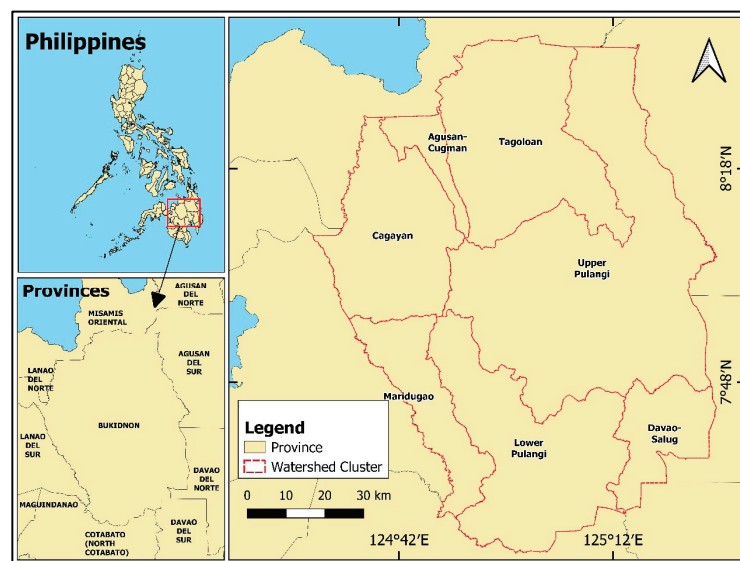 Philippines
Provinces
AGUSAN
DEL
NORTE
MISAMIS
ORIENTAL
AGUSAN
DEL
SUR
LANAO
DEL
NORTE
BUKIDNON
LANAO
DEL
SUR
DAVAO
DEL
NORTE
MAGUINDANAO
COTABATO
(NORTH
COTABATO)
DAVAO
DEL
SUR
Agusan-
Cugman
Tagoloan
Cagayan
Upper
Pulangi
Maridugao
Lower
Pulangi
Davao-
Salug
8°18'N
7°48'N
Legend
Province
Watershed Cluster
0 10 20 30 km
124°42'E
125°12'E